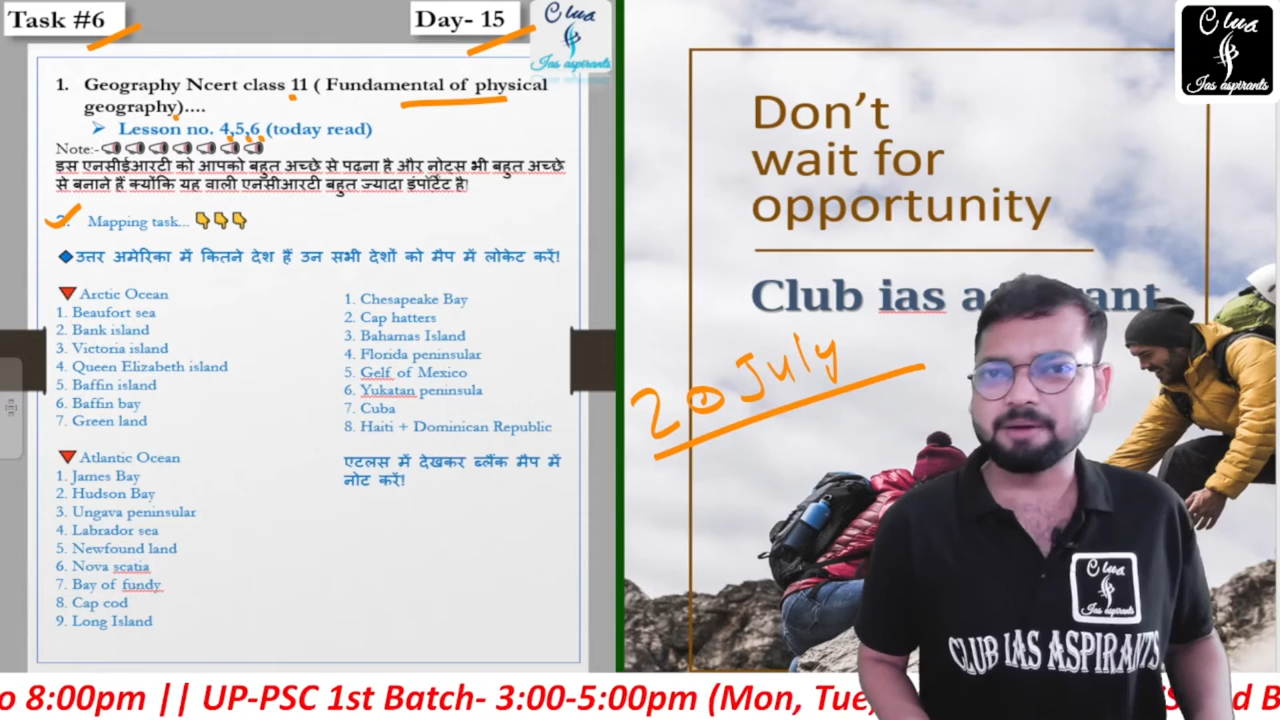 Task #6
Day- 15
Clua
Ias aspirants
1. Geography Ncert class 11 ( Fundamental of physical
geography)....
➢ Lesson no. 4,5,6 (today read)
Note:-
इस एनसीईआरटी को आपको बहुत अच्छे से पढ़ना है और नोट्स भी बहुत अच्छे
से बनाने हैं क्योंकि यह वाली एनसीआरटी बहुत ज्यादा इंपॉर्टेंट है!
Mapping task...
उत्तर अमेरिका में कितने देश हैं उन सभी देशों को मैप में लोकेट करें!
Arctic Ocean
1. Beaufort sea
2. Bank island
3. Victoria island
4. Queen Elizabeth island
5. Baffin island
6. Baffin bay
7. Green land
Atlantic Ocean
1. James Bay
2. Hudson Bay
3. Ungava peninsular
4. Labrador sea
5. Newfound land
6. Nova scatia
7. Bay of fundy
8. Cap cod
9. Long Island
1. Chesapeake Bay
2. Cap hatters
3. Bahamas Island
4. Florida peninsular
5. Gelf of Mexico
6. Yukatan peninsula
7. Cuba
8. Haiti + Dominican Republic
एटलस में देखकर ब्लैंक मैप में
नोट करें!
Clua
Ias aspirants
Don't
wait for
opportunity
Club ias
20 July
Clua
Ias aspirants
CLUB IAS ASPIRANTS
o 8:00pm || UP-PSC 1st Batch- 3:00-5:00pm (Mon, Tue,